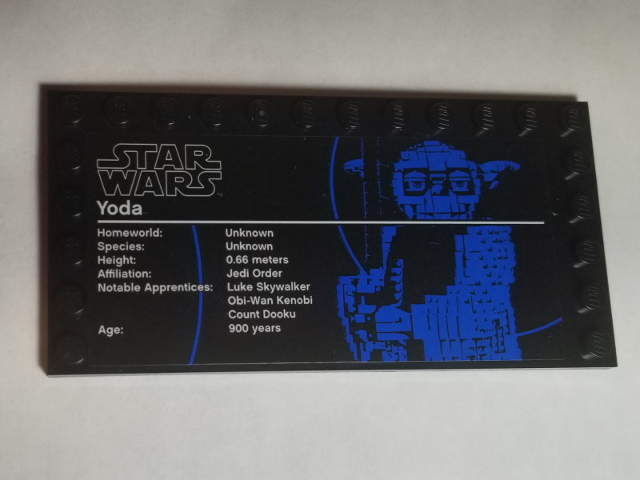 STAR
WARS
Yoda
Homeworld: Unknown
Species: Unknown
Height: 0.66 meters
Affiliation: Jedi Order
Notable Apprentices: Luke Skywalker
Obi-Wan Kenobi
Count Dooku
Age: 900 years